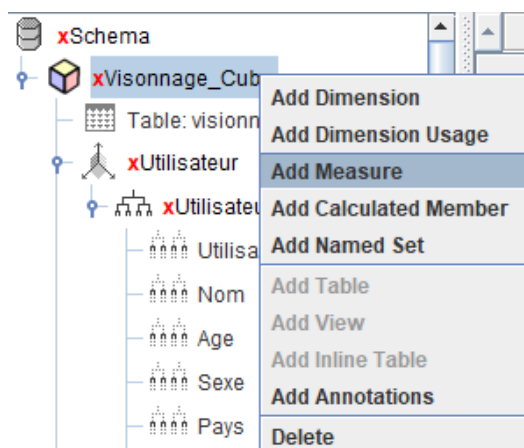 xSchema
xVisonnage_Cub
Table: visionn
xUtilisateur
xUtilisateu
Utilisa
Nom
Age
Sexe
Pays
Add Dimension
Add Dimension Usage
Add Measure
Add Calculated Member
Add Named Set
Add Table
Add View
Add Inline Table
Add Annotations
Delete